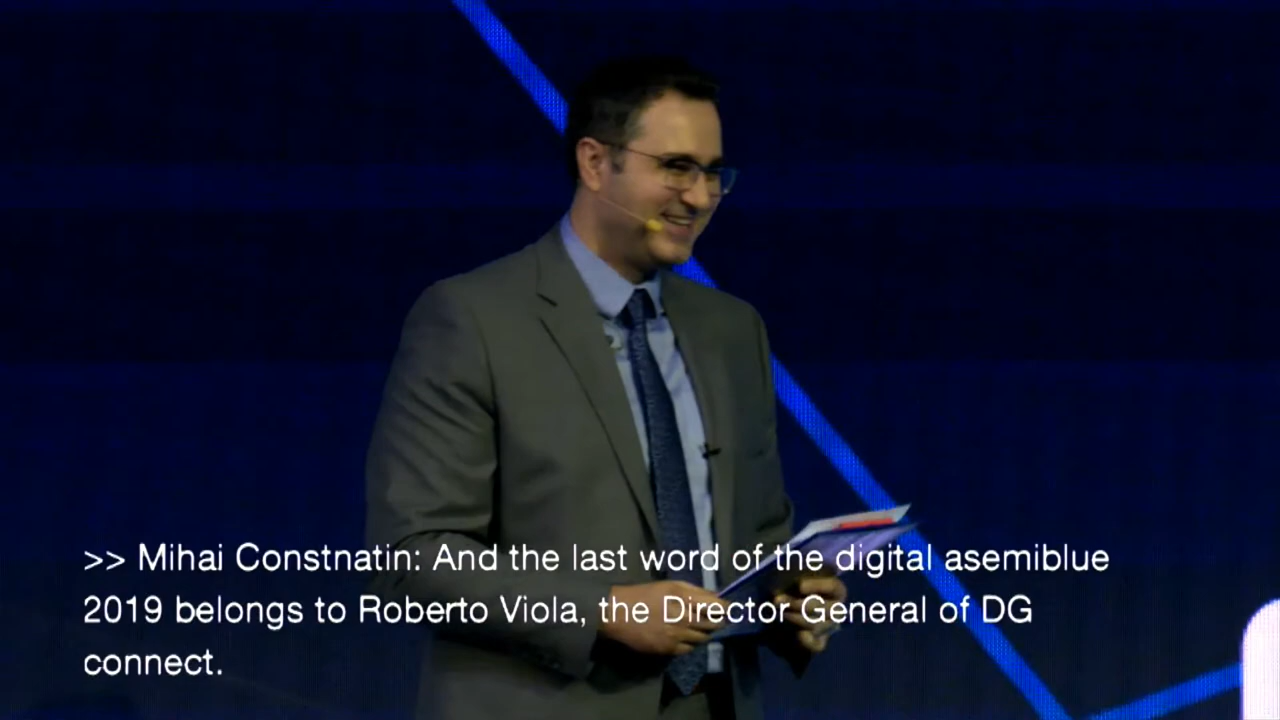 >> Mihai Constnatin: And the last word of the digital asemiblue
2019 belongs to Roberto Viola, the Director General of DG
connect.